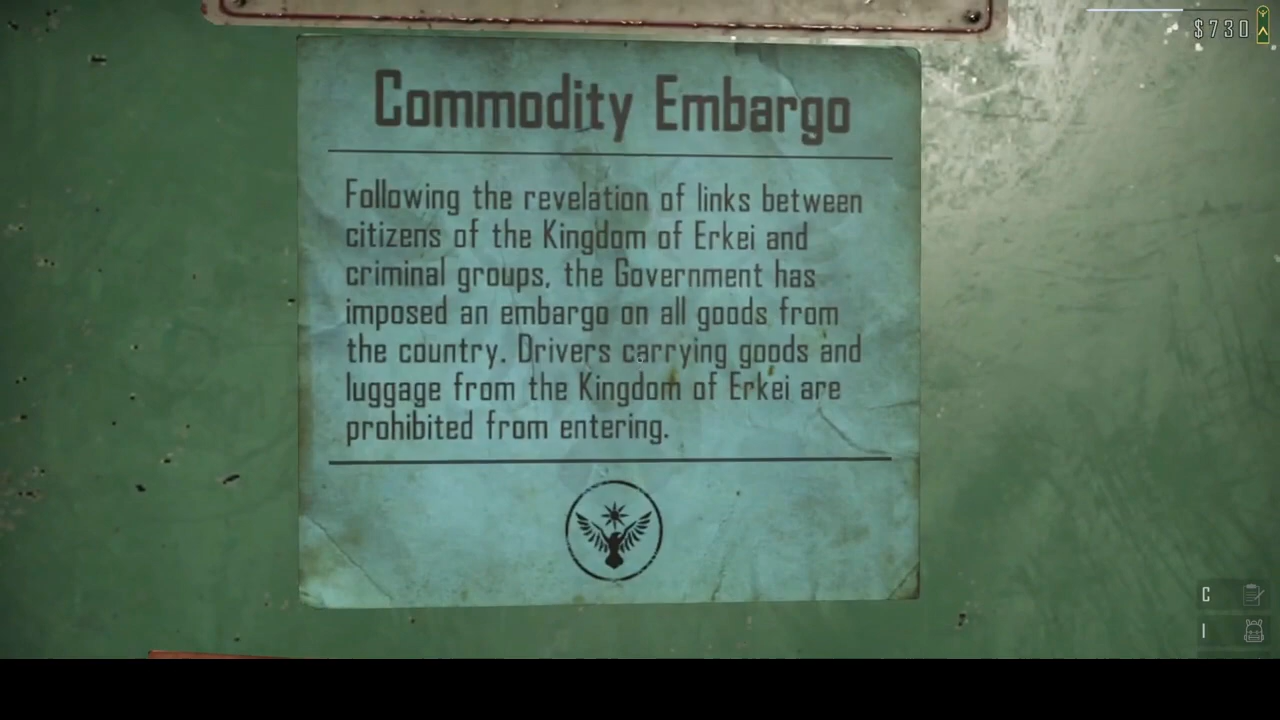 $730
Commodity Embargo
Following the revelation of links between
citizens of the Kingdom of Erkei and
criminal groups, the Government has
imposed an embargo on all goods from
the country. Drivers carrying goods and
luggage from the Kingdom of Erkei are
prohibited from entering.
C
I